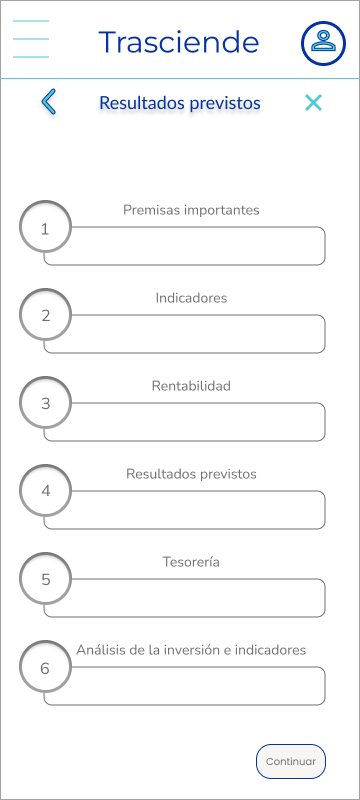 Trasciende
Resultados previstos
Premisas importantes
1
Indicadores
2
Rentabilidad
3
Resultados previstos
4
Tesorería
5
Análisis de la inversión e indicadores
6
Continuar